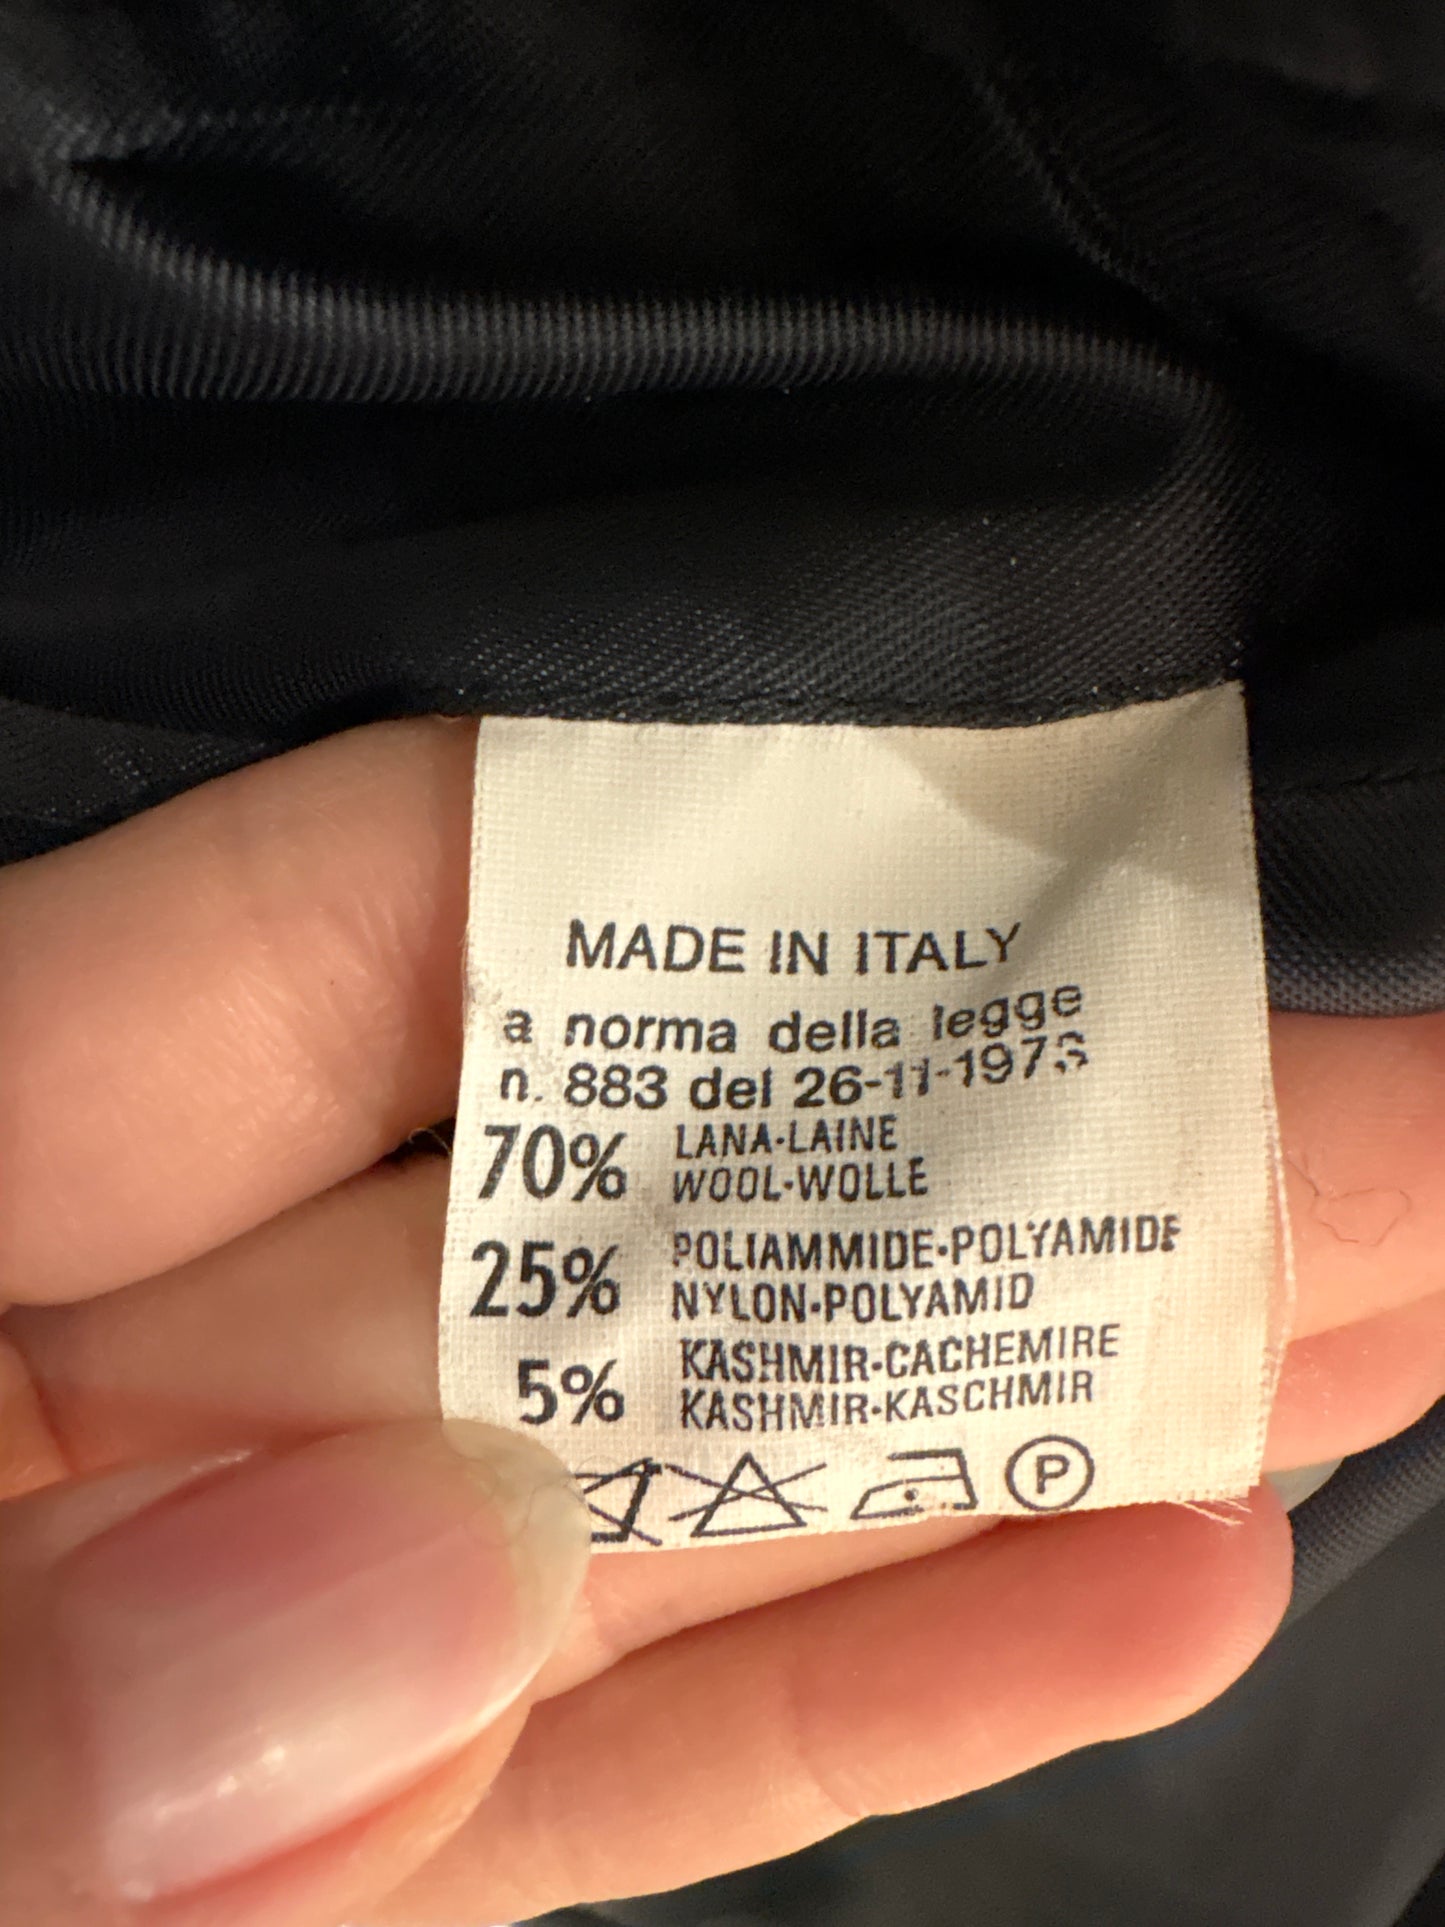 MADE IN ITALY
a norma della legge
n. 883 del 26-11-1973
70% LANA-LAINE
WOOL-WOLLE
25% POLIAMMIDE-POLYAMIDE
NYLON-POLYAMID
5% KASHMIR-CACHEMIRE
KASHMIR-KASCHMIR
P